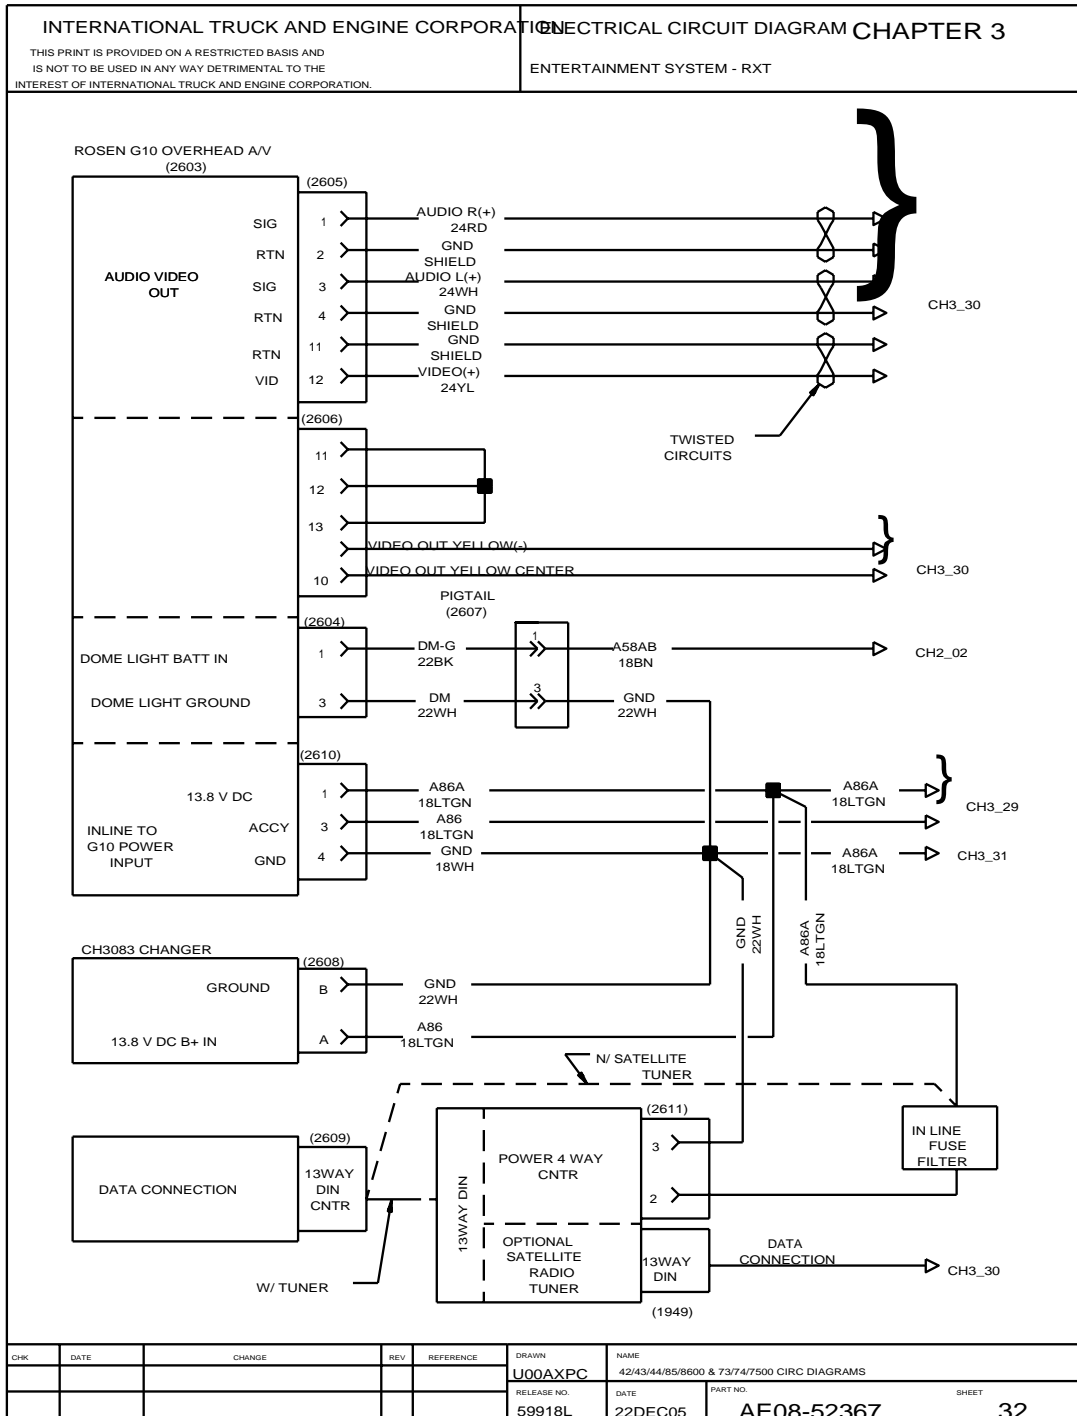 INTERNATIONAL TRUCK AND ENGINE CORPORATION
ELECTRICAL CIRCUIT DIAGRAM CHAPTER 3
THIS PRINT IS PROVIDED ON A RESTRICTED BASIS AND
IS NOT TO BE USED IN ANY WAY DETRIMENTAL TO THE
INTEREST OF INTERNATIONAL TRUCK AND ENGINE CORPORATION.
ENTERTAINMENT SYSTEM - RXT
ROSEN G10 OVERHEAD A/V
(2603)
(2605)
AUDIO VIDEO
OUT
SIG 1 AUDIO R(+)
24RD
RTN 2 GND
SHIELD
SIG 3 AUDIO L(+)
24WH
RTN 4 GND
SHIELD
RTN 11 GND
SHIELD
VID 12 VIDEO(+)
24YL
CH3_30
TWISTED
CIRCUITS
(2606)
11
12
13
VIDEO OUT YELLOW(-)
10 VIDEO OUT YELLOW CENTER
CH3_30
PIGTAIL
(2607)
(2604)
DOME LIGHT BATT IN 1 DM-G
22BK
1 A58AB
18BN
CH2_02
DOME LIGHT GROUND 3 DM
22WH
3 GND
22WH
(2610)
13.8 V DC 1 A86A
18LTGN
A86A
18LTGN
CH3_29
INLINE TO
G10 POWER
INPUT
ACCY 3 A86
18LTGN
GND 4 GND
18WH
A86A
18LTGN
CH3_31
GND
22WH
A86A
18LTGN
CH3083 CHANGER
(2608)
GROUND B GND
22WH
13.8 V DC B+ IN A A86
18LTGN
N/ SATELLITE
TUNER
(2609)
DATA CONNECTION
13WAY
DIN
CNTR
W/ TUNER
13WAY DIN
(2611)
POWER 4 WAY
CNTR
3
2
IN LINE
FUSE
FILTER
OPTIONAL
SATELLITE
RADIO
TUNER
13WAY
DIN
DATA
CONNECTION
CH3_30
(1949)
CHK DATE CHANGE REV REFERENCE
DRAWN
U00AXPC
NAME
42/43/44/85/8600 & 73/74/7500 CIRC DIAGRAMS
RELEASE NO.
59918L
DATE
22DEC05
PART NO.
AE08-52367
SHEET
32